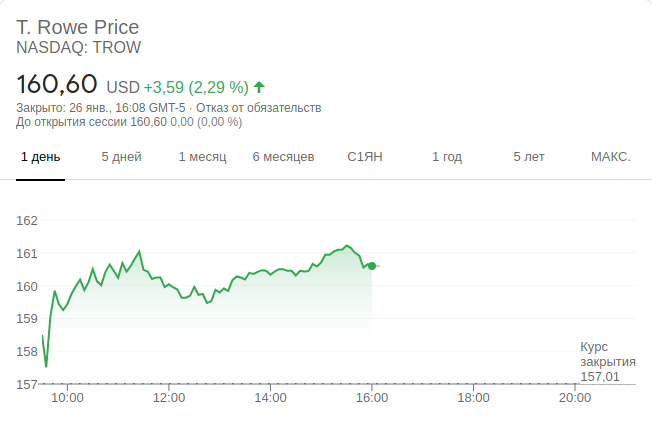 T. Rowe Price
NASDAQ: TROW
160,60 USD +3,59 (2,29 %)
Закрыто: 26 янв., 16:08 GMT-5 · Отказ от обязательств
До открытия сессии 160,60 0,00 (0,00 %)
1 день 5 дней 1 месяц 6 месяцев С1ЯН 1 год 5 лет МАКС.
162
161
160
159
158
Курс
закрытия
157,01
157
10:00 12:00 14:00 16:00 18:00 20:00